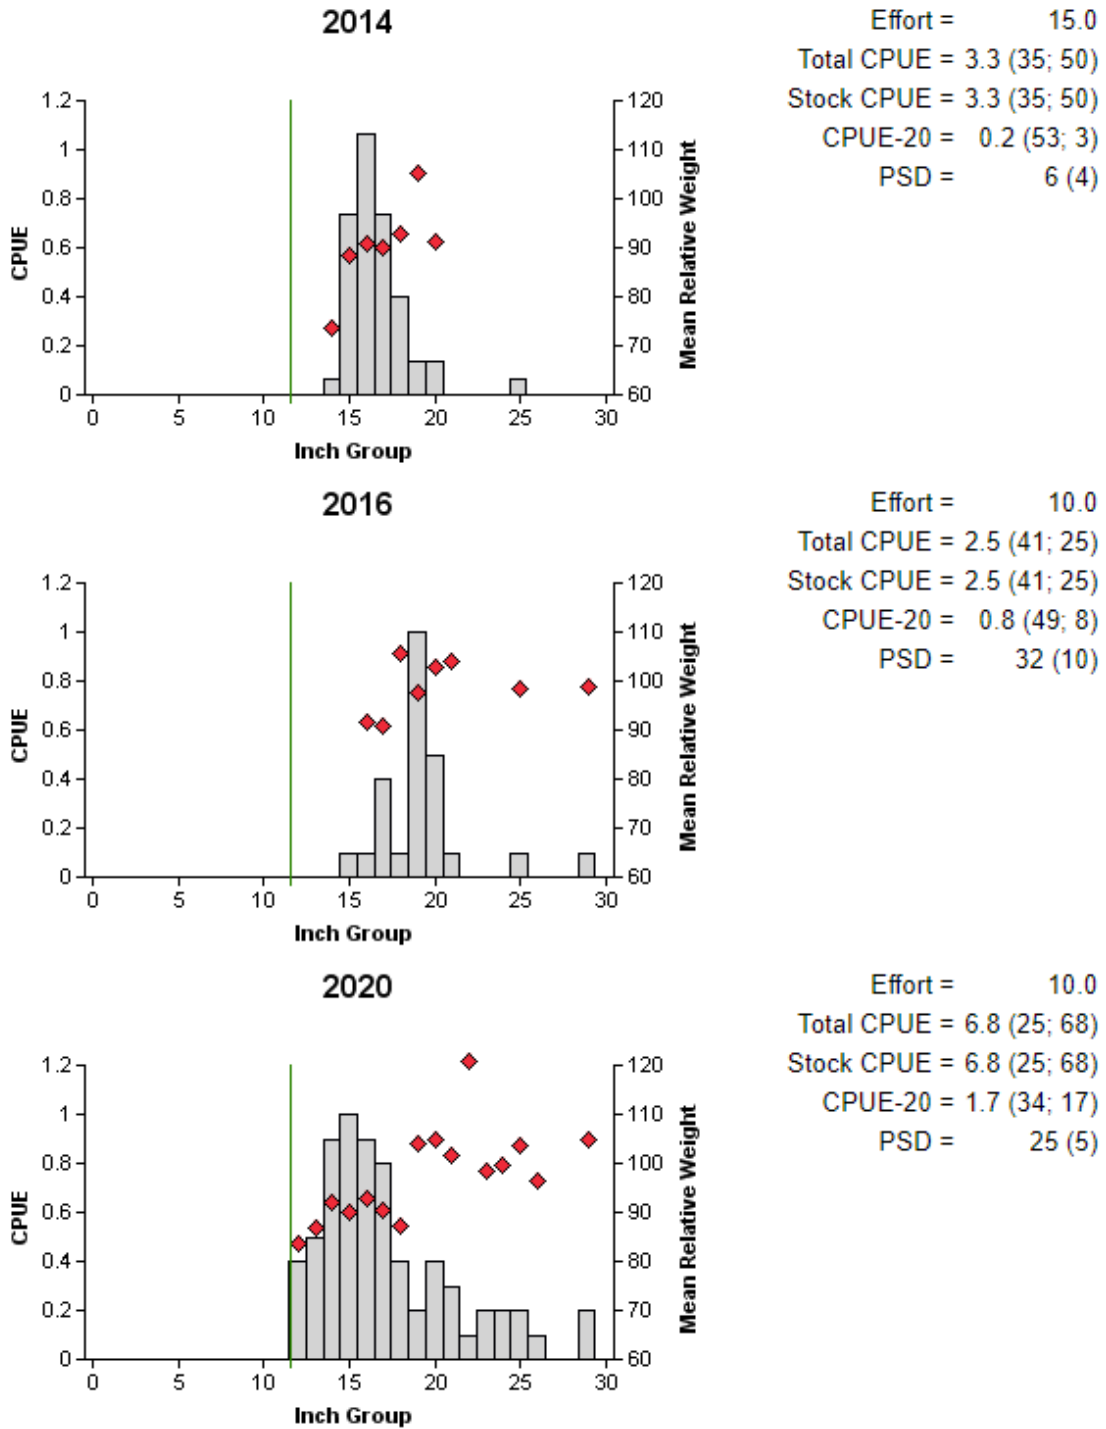 2014
Effort = 15.0
Total CPUE = 3.3 (35; 50)
Stock CPUE = 3.3 (35; 50)
CPUE-20 = 0.2 (53; 3)
PSD = 6 (4)
1.2 120
1 110
0.8 100
0.6 90
0.4 80
0.2 70
0 60
CPUE
Mean Relative Weight
0 5 10 15 20 25 30
Inch Group
2016
Effort = 10.0
Total CPUE = 2.5 (41; 25)
Stock CPUE = 2.5 (41; 25)
CPUE-20 = 0.8 (49; 8)
PSD = 32 (10)
1.2 120
1 110
0.8 100
0.6 90
0.4 80
0.2 70
0 60
CPUE
Mean Relative Weight
0 5 10 15 20 25 30
Inch Group
2020
Effort = 10.0
Total CPUE = 6.8 (25; 68)
Stock CPUE = 6.8 (25; 68)
CPUE-20 = 1.7 (34; 17)
PSD = 25 (5)
1.2 120
1 110
0.8 100
0.6 90
0.4 80
0.2 70
0 60
CPUE
Mean Relative Weight
0 5 10 15 20 25 30
Inch Group